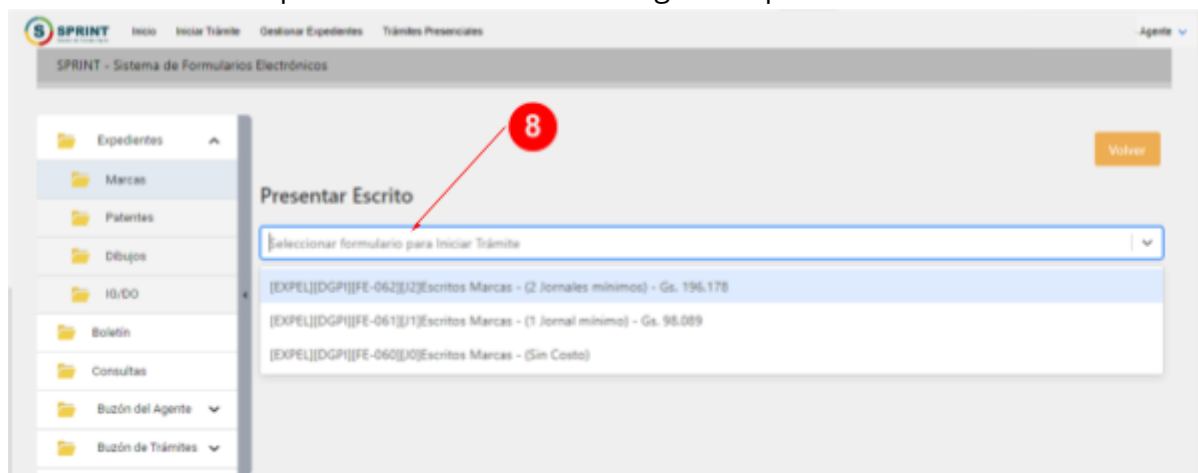 SPRINT Inicio Iniciar Trámite Gestionar Expedientes Trámites Presenciales Agente
SPRINT - Sistema de Formularios Electrónicos
8
Expedientes
Volver
Marcas
Presentar Escrito
Patentes
Seleccionar formulario para Iniciar Trámite
Dibujos
[EXPEL][DGPI][FE-062][J2]Escritos Marcas - (2 Jornales mínimos) - Gs. 196.178
IG/DO
[EXPEL][DGPI][FE-061][J1]Escritos Marcas - (1 Jornal mínimo) - Gs. 98.089
Boletín
[EXPEL][DGPI][FE-060][J0]Escritos Marcas - (Sin Costo)
Consultas
Buzón del Agente
Buzón de Trámites